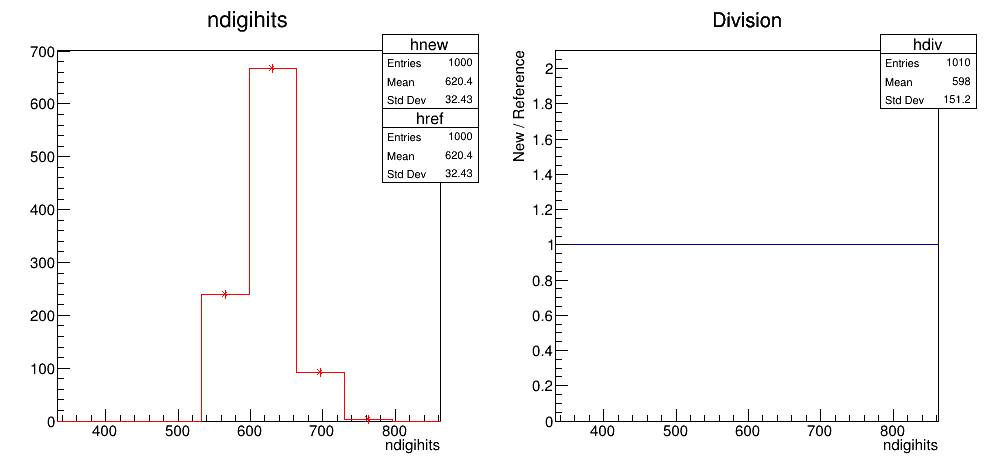 ndigihits
hnew
Entries 1000
Mean 620.4
Std Dev 32.43
href
Entries 1000
Mean 620.4
Std Dev 32.43
700
600
500
400
300
200
100
0
400 500 600 700 800
ndigihits
Division
hdiv
Entries 1010
Mean 598
Std Dev 151.2
New / Reference
2
1.8
1.6
1.4
1.2
1
0.8
0.6
0.4
0.2
0
400 500 600 700 800
ndigihits